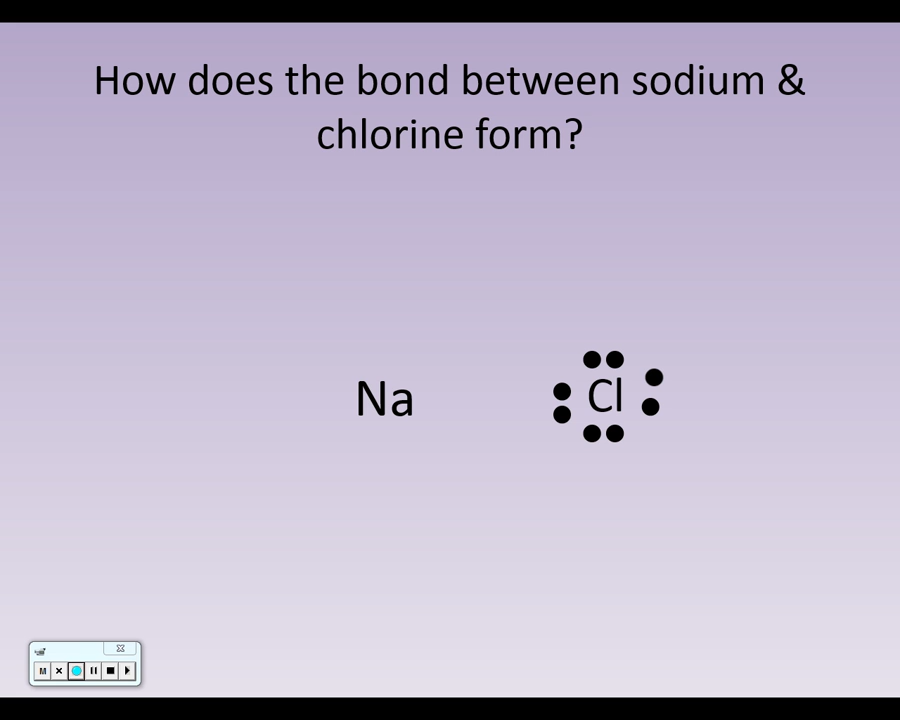 How does the bond between sodium &
chlorine form?
Na
Cl
M